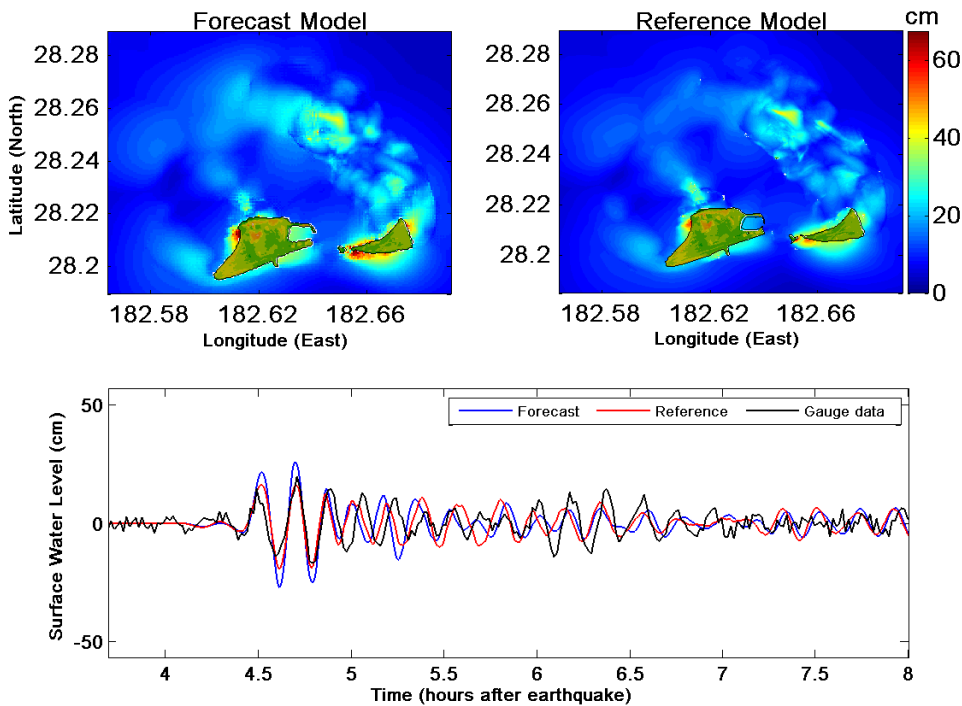 Forecast Model
Reference Model
cm
28.28
28.26
28.24
28.22
28.2
Latitude (North)
182.58
182.62
182.66
Longitude (East)
28.28
28.26
28.24
28.22
28.2
182.58
182.62
182.66
Longitude (East)
60
40
20
0
50
0
-50
Surface Water Level (cm)
Forecast
Reference
Gauge data
4
4.5
5
5.5
6
6.5
7
7.5
8
Time (hours after earthquake)